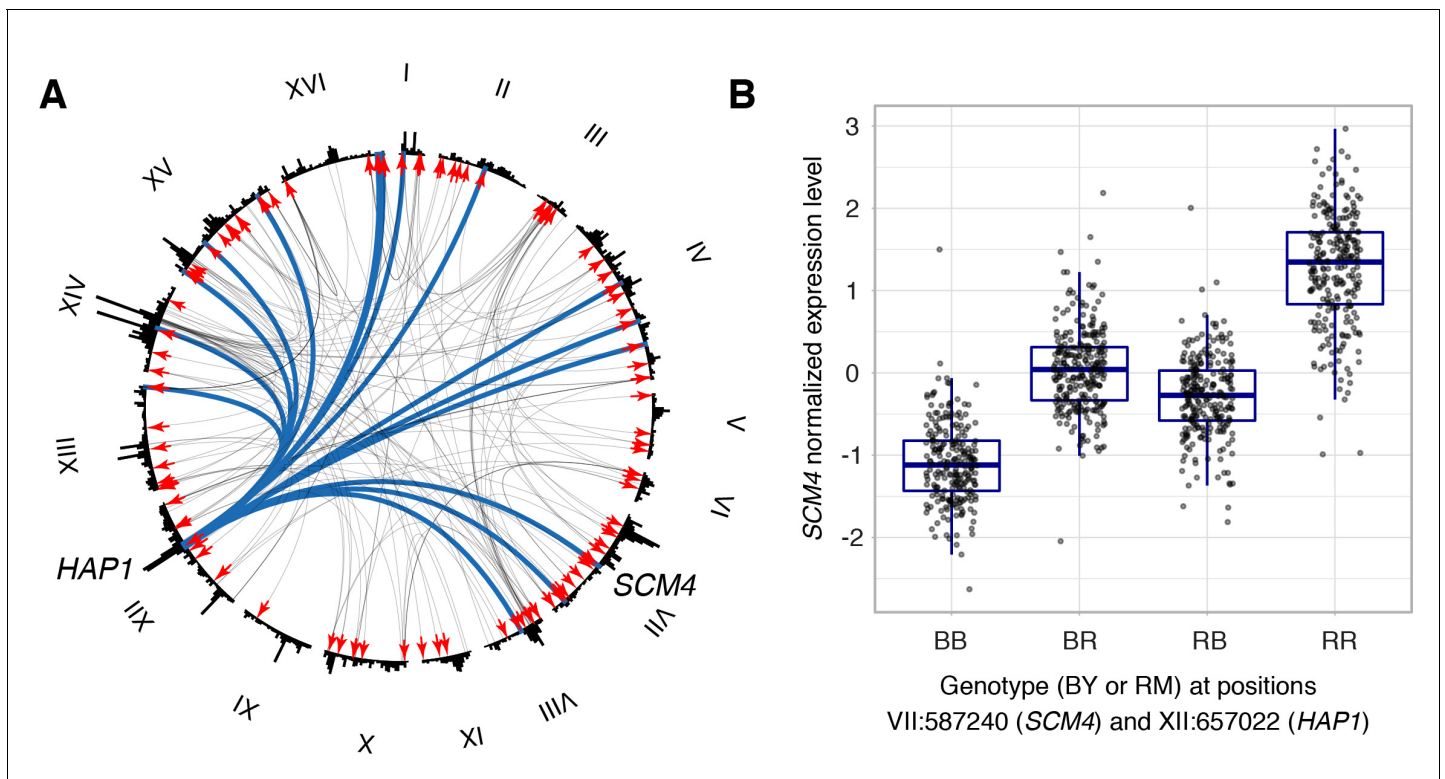 A
I
II
III
IV
V
VI
VII
VIII
IX
X
XI
XII
XIII
XIV
XV
XVI
HAP1
SCM4
B
SCM4 normalized expression level
3
2
1
0
-1
-2
BB BR RB RR
Genotype (BY or RM) at positions
VII:587240 (SCM4) and XII:657022 (HAP1)